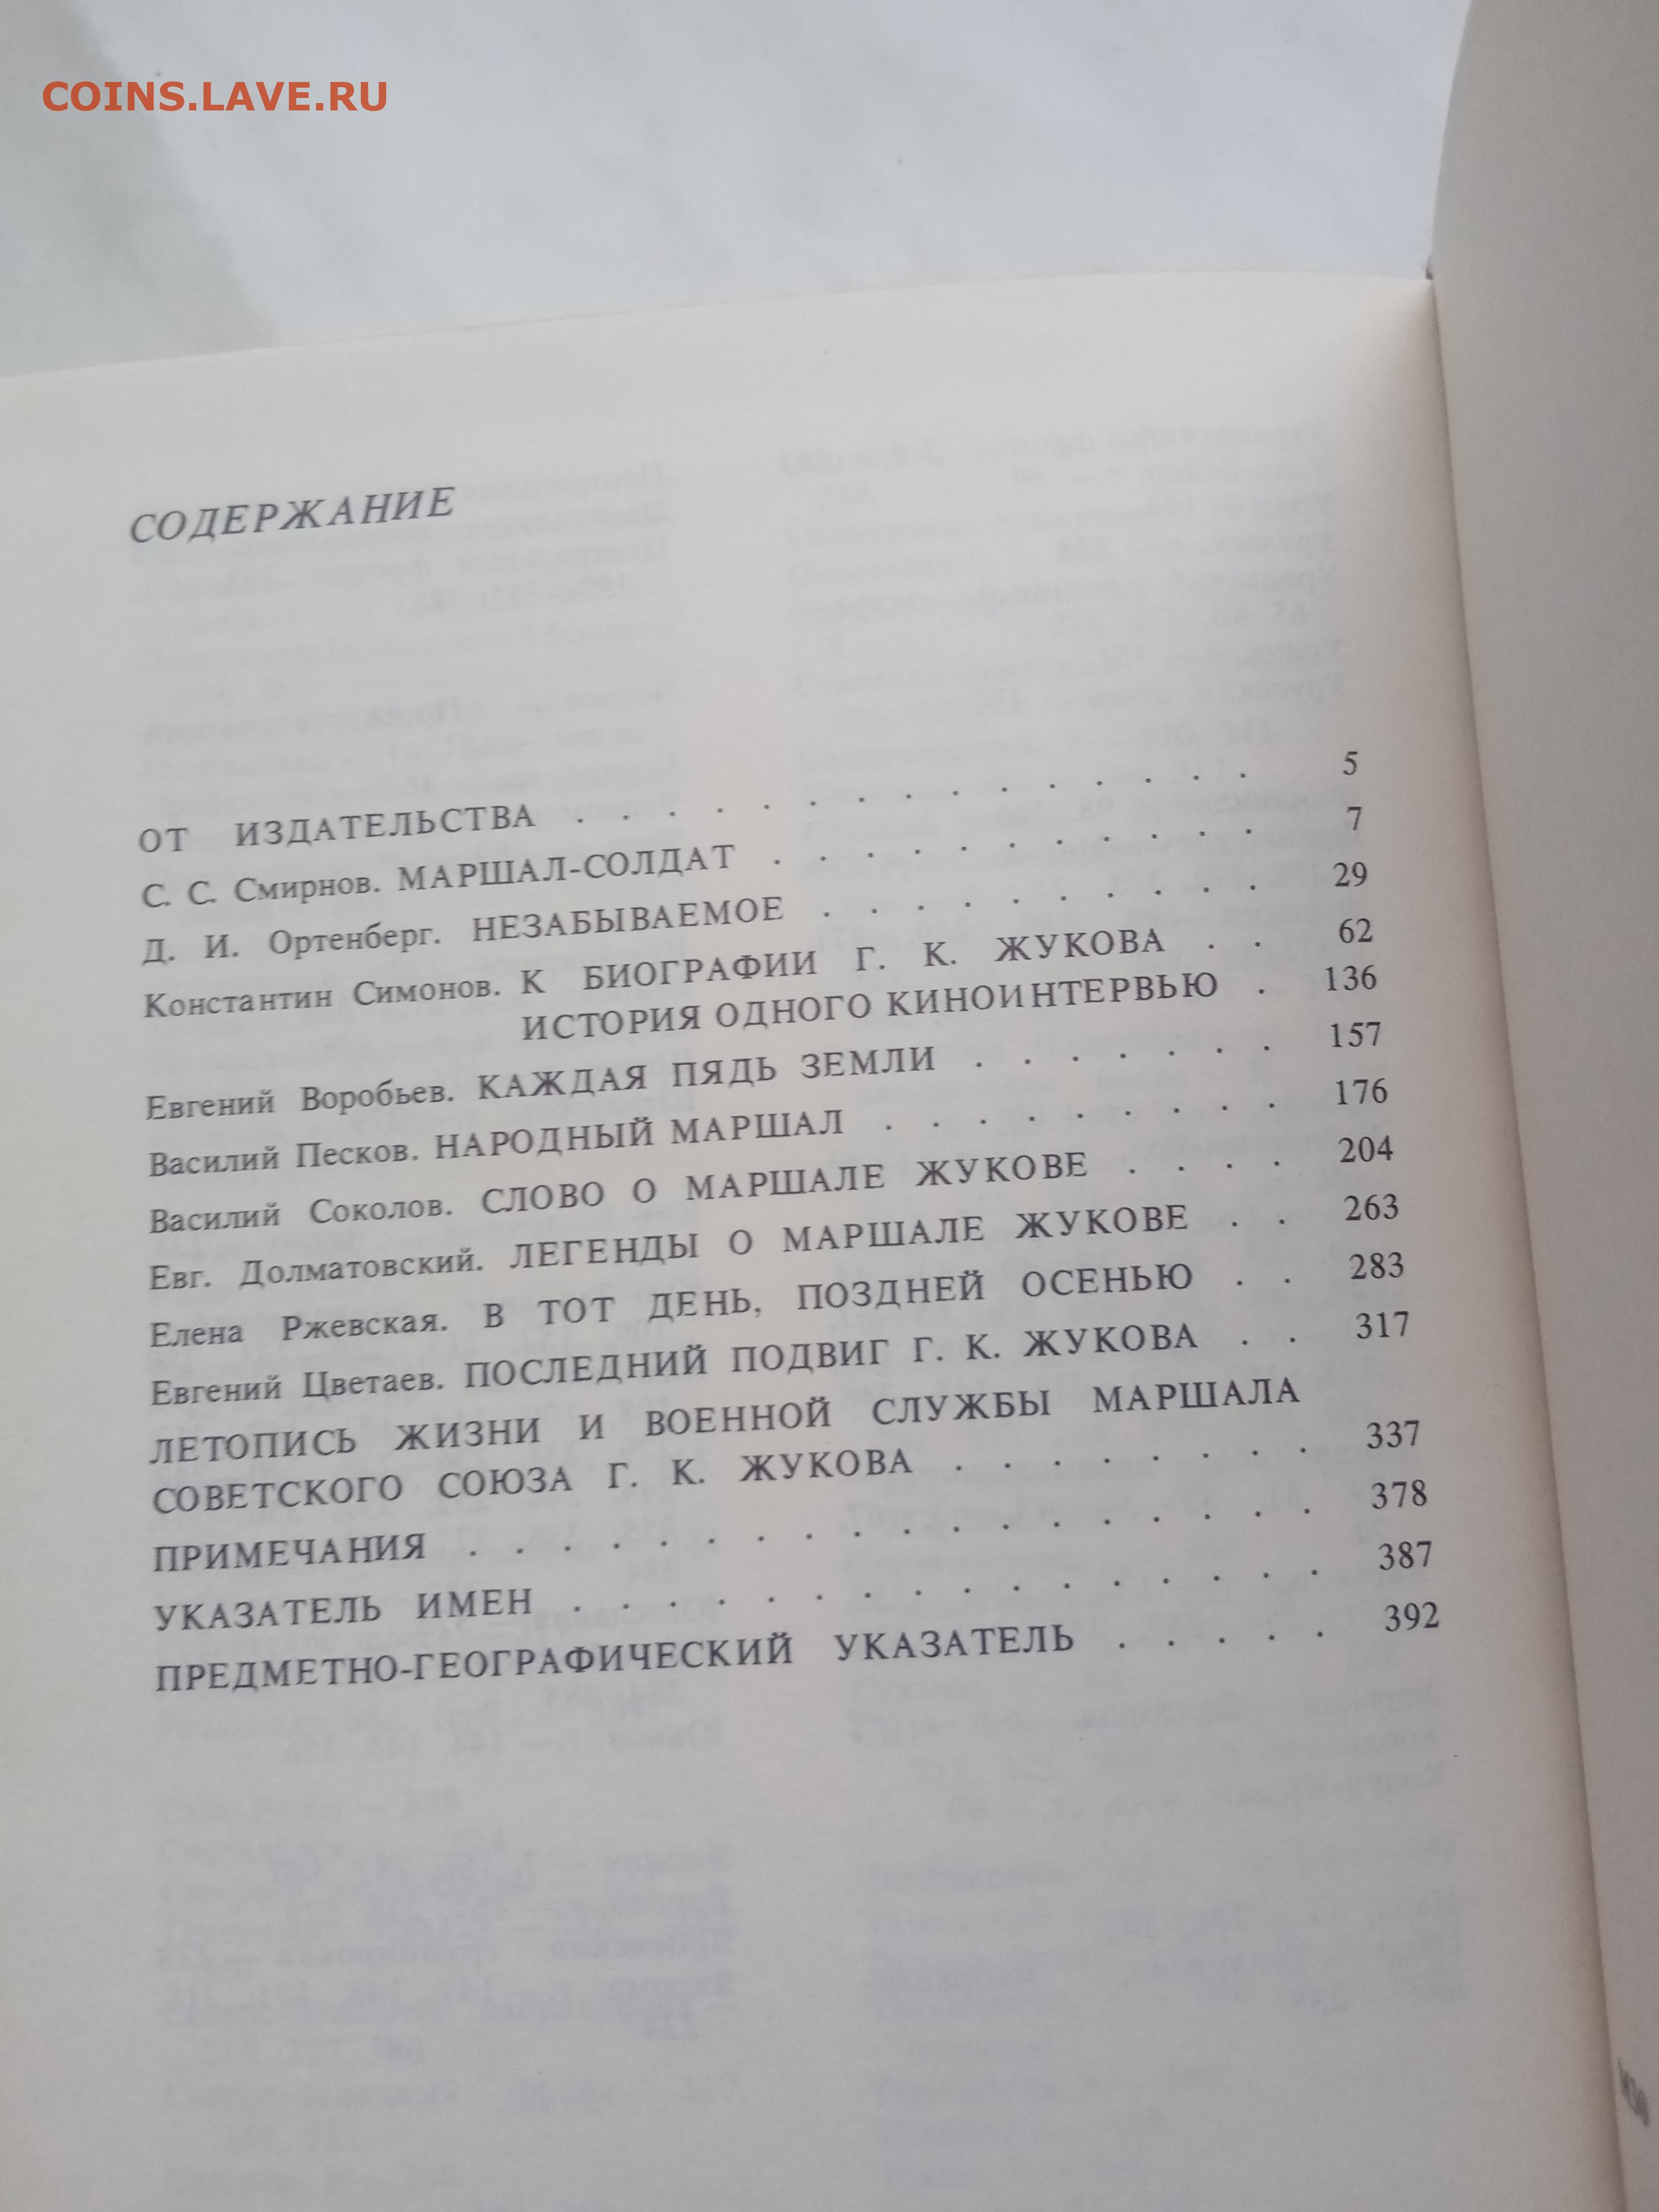 COINS.LAVE.RU
СОДЕРЖАНИЕ
ОТ ИЗДАТЕЛЬСТВА . . . . . . . . . . . . . . . 5
С. С. Смирнов. МАРШАЛ-СОЛДАТ . . . . . . . . . . . 7
Д. И. Ортенберг. НЕЗАБЫВАЕМОЕ . . . . . . . . . . 29
Константин Симонов. К БИОГРАФИИ Г. К. ЖУКОВА . . 62
ИСТОРИЯ ОДНОГО КИНОИНТЕРВЬЮ . 136
Евгений Воробьев. КАЖДАЯ ПЯДЬ ЗЕМЛИ . . . . . . . 157
Василий Песков. НАРОДНЫЙ МАРШАЛ . . . . . . . . . 176
Василий Соколов. СЛОВО О МАРШАЛЕ ЖУКОВЕ . . . . 204
Евг. Долматовский. ЛЕГЕНДЫ О МАРШАЛЕ ЖУКОВЕ . . 263
Елена Ржевская. В ТОТ ДЕНЬ, ПОЗДНЕЙ ОСЕНЬЮ . . 283
Евгений Цветаев. ПОСЛЕДНИЙ ПОДВИГ Г. К. ЖУКОВА . . 317
ЛЕТОПИСЬ ЖИЗНИ И ВОЕННОЙ СЛУЖБЫ МАРШАЛА
СОВЕТСКОГО СОЮЗА Г. К. ЖУКОВА . . . . . . . . 337
ПРИМЕЧАНИЯ . . . . . . . . . . . . . . . . . . 378
УКАЗАТЕЛЬ ИМЕН . . . . . . . . . . . . . . . . 387
ПРЕДМЕТНО-ГЕОГРАФИЧЕСКИЙ УКАЗАТЕЛЬ . . . . . 392